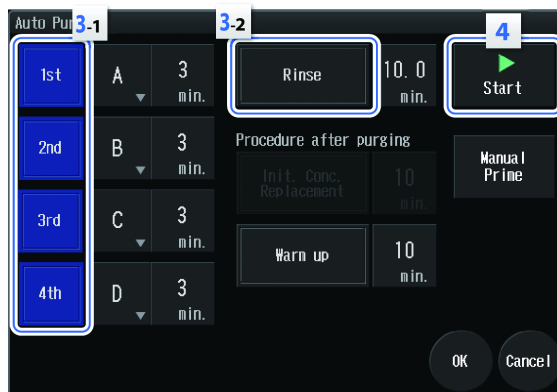 Auto Pur
3-1
3-2
4
1st
A
3
min.
Rinse
10.0
min.
Start
2nd
B
3
min.
Procedure after purging
Init. Conc.
Replacement
10
min.
Manual
Prime
3rd
C
3
min.
Warm up
10
min.
4th
D
3
min.
OK
Cancel